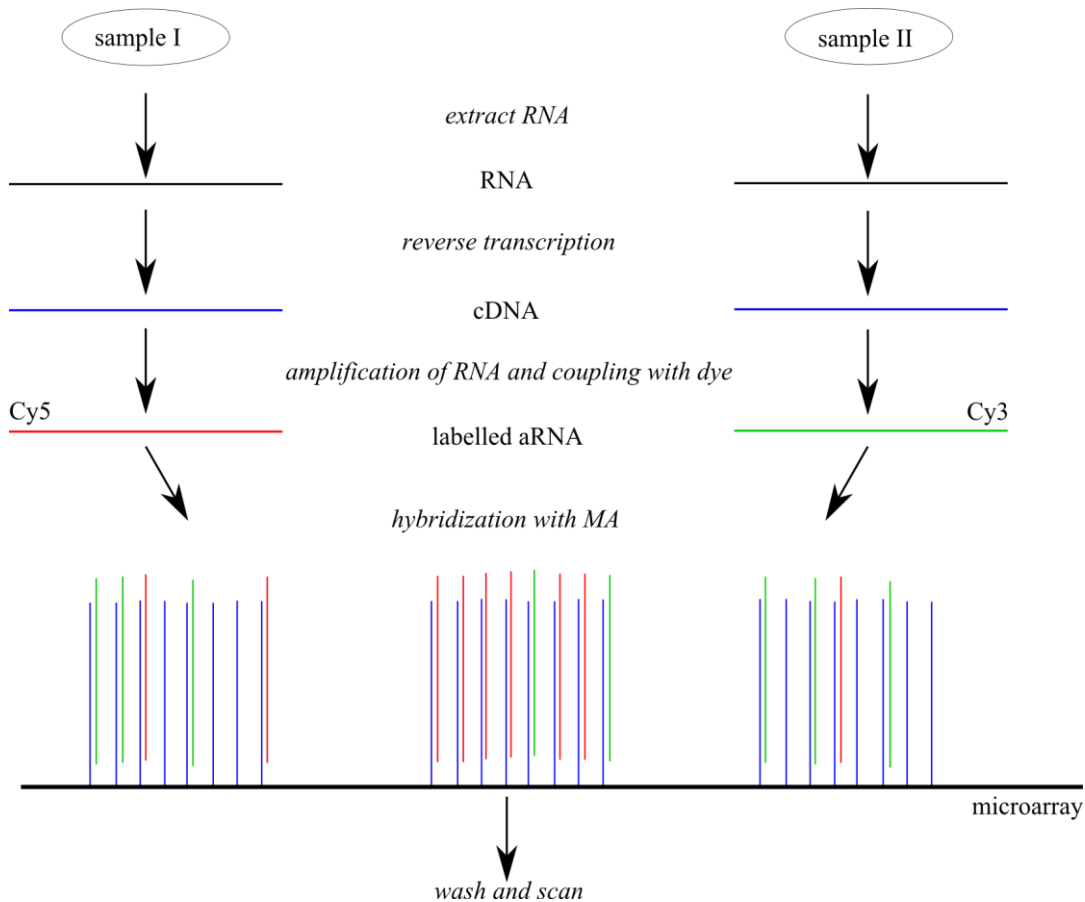 sample I
sample II
extract RNA
RNA
reverse transcription
cDNA
amplification of RNA and coupling with dye
Cy5
Cy3
labelled aRNA
hybridization with MA
microarray
wash and scan